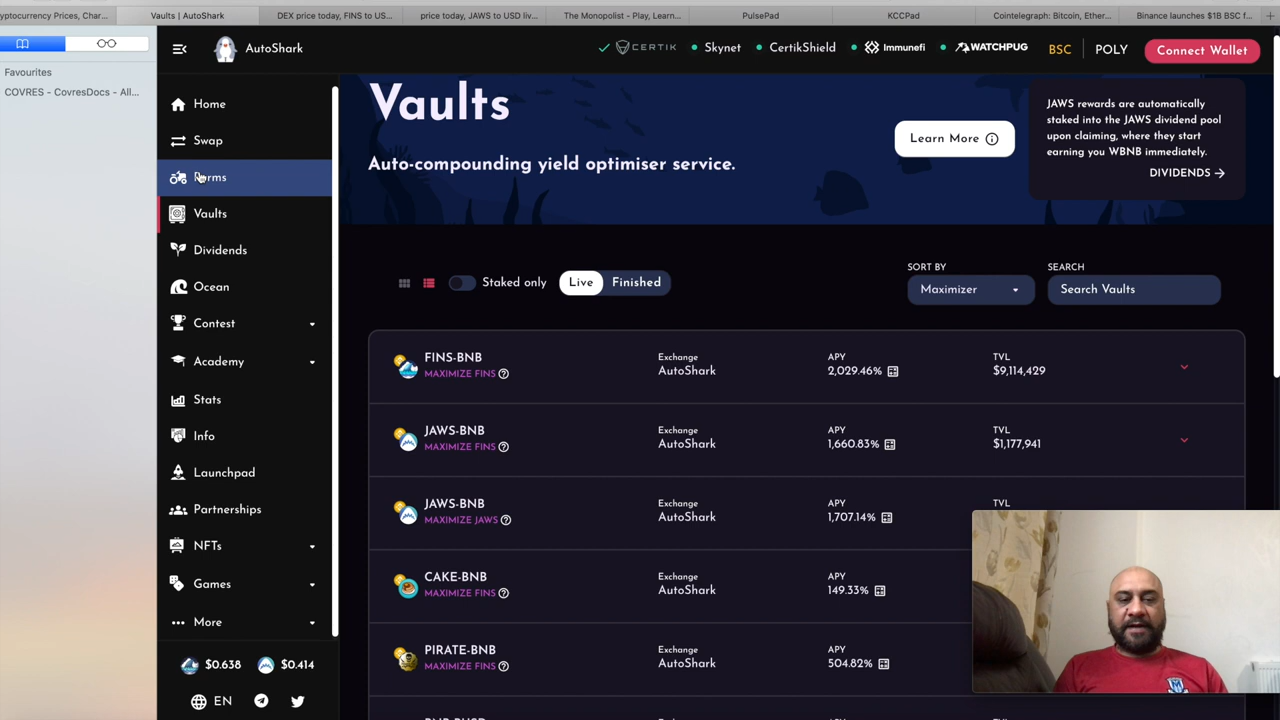 ryptocurrency Prices, Char...
Vaults | AutoShark
DEX price today, FINS to US...
price today, JAWS to USD liv...
The Monopolist - Play, Learn...
PulsePad
KCCPad
Cointelegraph: Bitcoin, Ether...
Binance launches $1B BSC f...
Favourites
COVRES - CovresDocs - All...
AutoShark
CERTIK
Skynet
CertikShield
Immunefi
WATCHPUG
BSC
POLY
Connect Wallet
Home
Swap
Farms
Vaults
Dividends
Ocean
Contest
Academy
Stats
Info
Launchpad
Partnerships
NFTs
Games
More
$0.638
$0.414
EN
Vaults
Auto-compounding yield optimiser service.
Learn More
JAWS rewards are automatically
staked into the JAWS dividend pool
upon claiming, where they start
earning you WBNB immediately.
DIVIDENDS
Staked only
Live
Finished
SORT BY
Maximizer
SEARCH
Search Vaults
FINS-BNB
MAXIMIZE FINS
Exchange
AutoShark
APY
2,029.46%
TVL
$9,114,429
JAWS-BNB
MAXIMIZE FINS
Exchange
AutoShark
APY
1,660.83%
TVL
$1,177,941
JAWS-BNB
MAXIMIZE JAWS
Exchange
AutoShark
APY
1,707.14%
TVL
CAKE-BNB
MAXIMIZE FINS
Exchange
AutoShark
APY
149.33%
PIRATE-BNB
MAXIMIZE FINS
Exchange
AutoShark
APY
504.82%